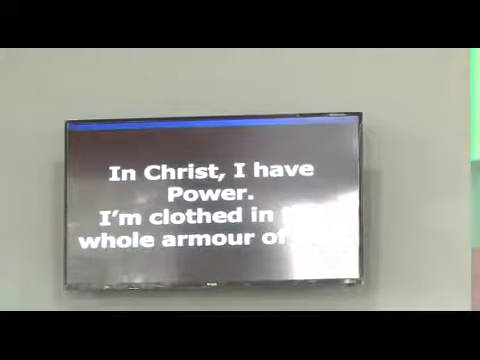 In Christ, I have
Power.
I'm clothed in
whole armour of